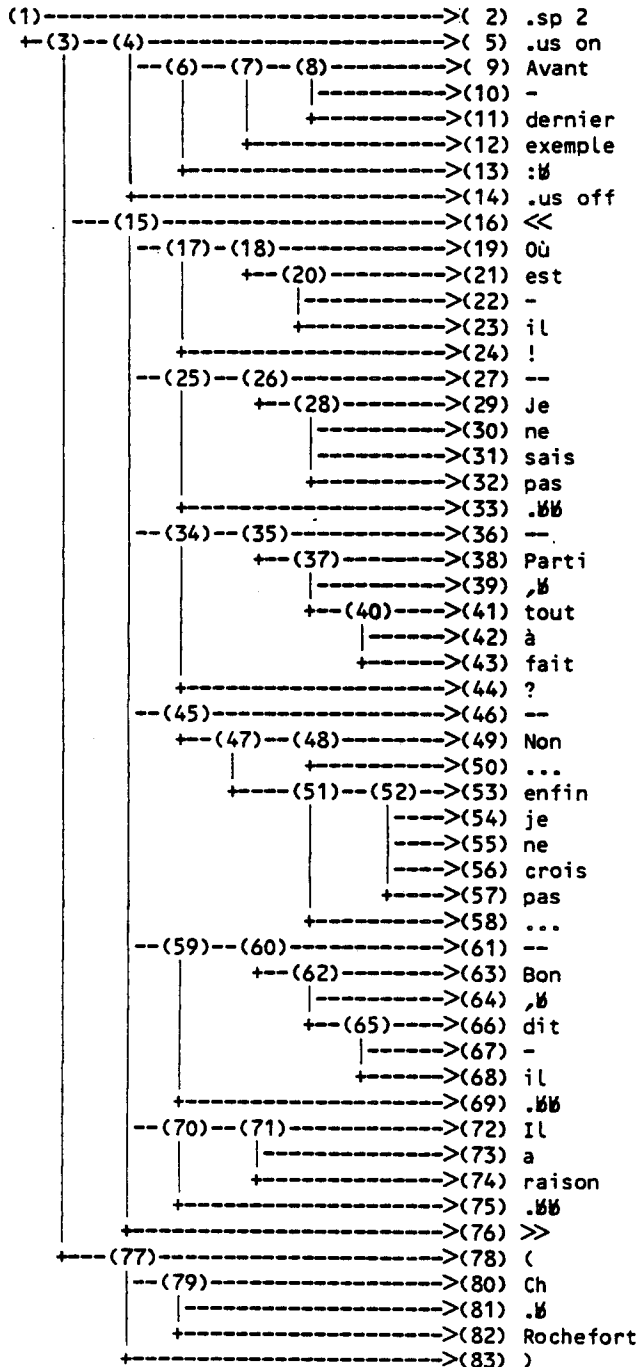 (1)-------------------------------->( 2) .sp 2
+--(3)--(4)------------------------>( 5) .us on
--(6)--(7)--(8)---------->( 9) Avant
|--------->(10) -
+--------->(11) dernier
+-------------->(12) exemple
+------------------->(13) :ƀ
+----------------------->(14) .us off
---(15)----------------------->(16) <<
--(17)-(18)------------->(19) Où
+--(20)--------->(21) est
|---------->(22) -
+---------->(23) il
+------------------->(24) !
--(25)--(26)------------>(27) --
+--(28)-------->(29) Je
|--------->(30) ne
|--------->(31) sais
+--------->(32) pas
+------------------->(33) .ƀƀ
--(34)--(35)------------>(36) --
+--(37)-------->(38) Parti
|--------->(39) ,ƀ
+--(40)---->(41) tout
|----->(42) à
+----->(43) fait
+------------------->(44) ?
--(45)------------------>(46) --
+--(47)--(48)------->(49) Non
+--------->(50) ...
+----(51)--(52)-->(53) enfin
|--->(54) je
|--->(55) ne
|--->(56) crois
+--->(57) pas
+--------->(58) ...
--(59)--(60)------------>(61) --
+--(62)-------->(63) Bon
|--------->(64) ,ƀ
+--(65)---->(66) dit
|----->(67) -
+----->(68) il
+------------------->(69) .ƀƀ
--(70)--(71)------------>(72) Il
|------------->(73) a
+------------->(74) raison
+------------------->(75) .ƀƀ
+----------------------->(76) >>
+---(77)---------------------->(78) (
--(79)------------------>(80) Ch
|------------------>(81) .ƀ
+------------------>(82) Rochefort
+----------------------->(83) )